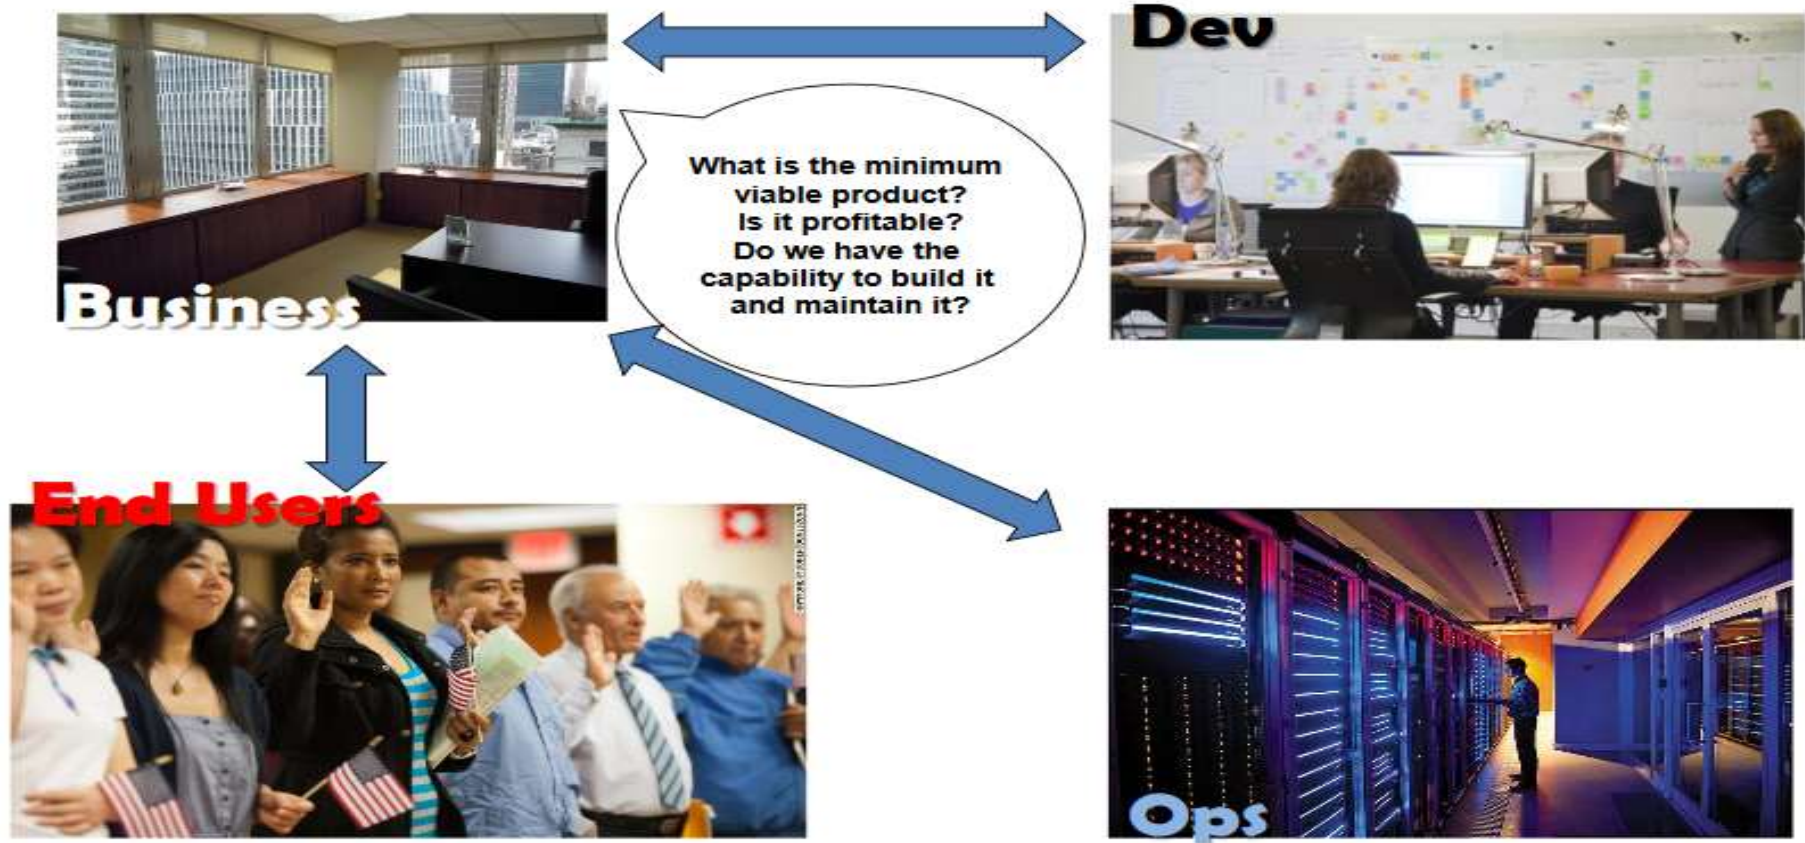 Dev
What is the minimum
viable product?
Is it profitable?
Do we have the
capability to build it
and maintain it?
Business
End Users
Ops